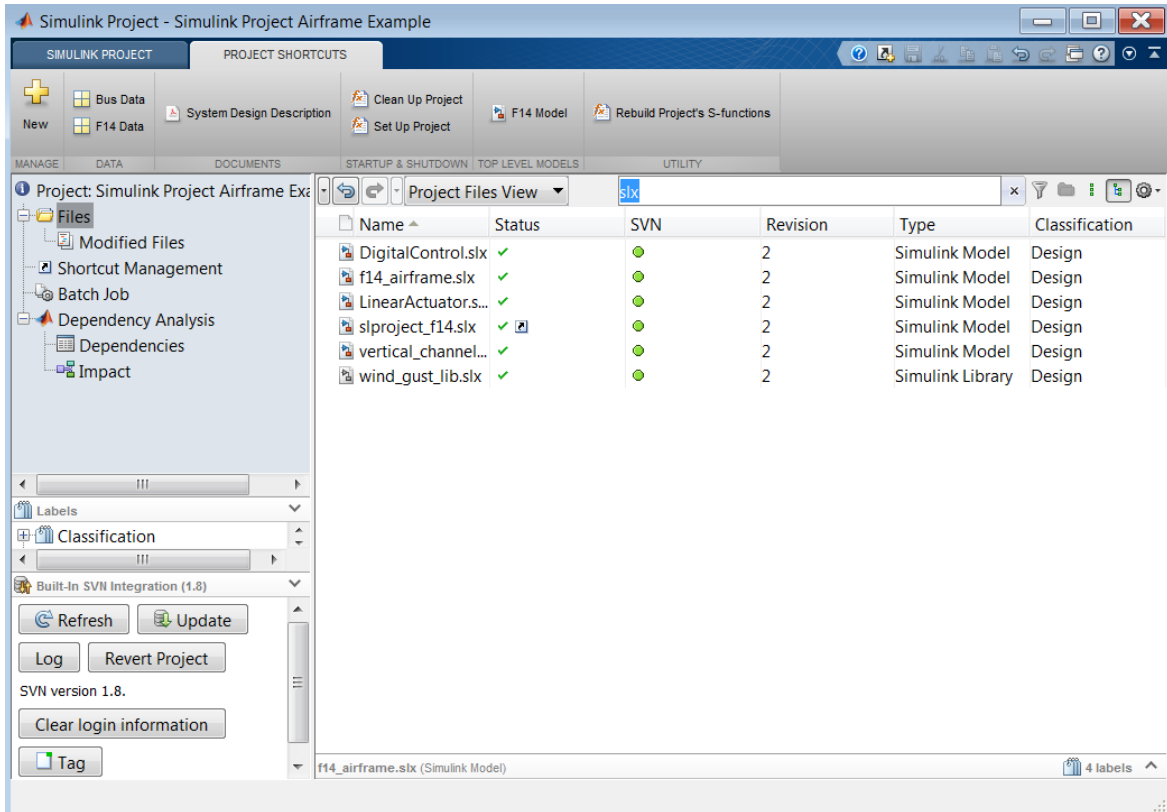 Simulink Project - Simulink Project Airframe Example
SIMULINK PROJECT PROJECT SHORTCUTS
New
Bus Data
F14 Data
System Design Description
Clean Up Project
Set Up Project
F14 Model
Rebuild Project's S-functions
MANAGE DATA DOCUMENTS STARTUP & SHUTDOWN TOP LEVEL MODELS UTILITY
Project: Simulink Project Airframe Exa
Files
Modified Files
Shortcut Management
Batch Job
Dependency Analysis
Dependencies
Impact
Labels
Classification
Built-In SVN Integration (1.8)
Refresh Update
Log Revert Project
SVN version 1.8.
Clear login information
Tag
Project Files View slx
Name Status SVN Revision Type Classification
DigitalControl.slx 2 Simulink Model Design
f14_airframe.slx 2 Simulink Model Design
LinearActuator.s... 2 Simulink Model Design
slproject_f14.slx 2 Simulink Model Design
vertical_channel... 2 Simulink Model Design
wind_gust_lib.slx 2 Simulink Library Design
f14_airframe.slx (Simulink Model) 4 labels